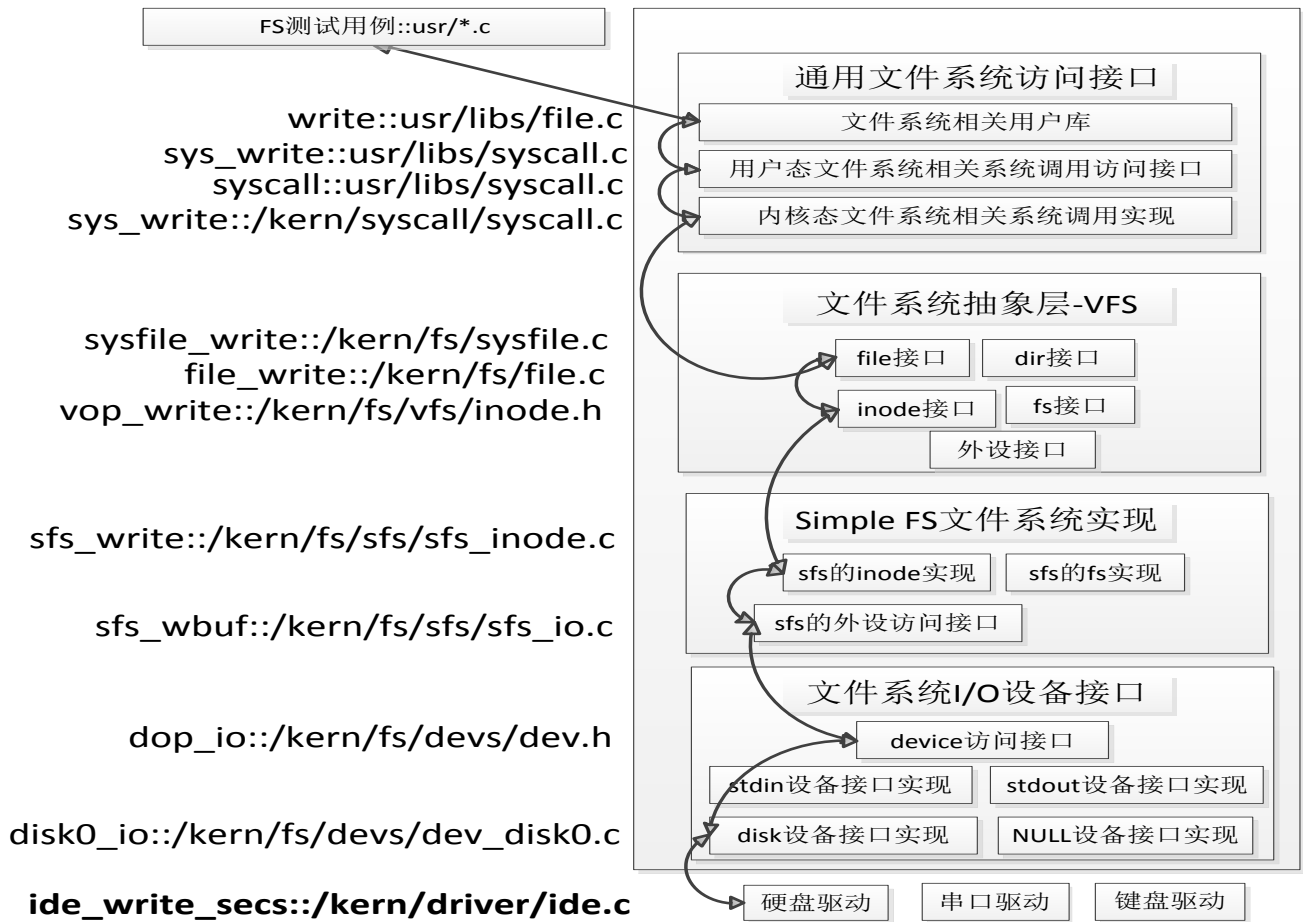 FS测试用例::usr/*.c
通用文件系统访问接口
write::usr/libs/file.c
文件系统相关用户库
sys_write::usr/libs/syscall.c
用户态文件系统相关系统调用访问接口
syscall::usr/libs/syscall.c
sys_write::/kern/syscall/syscall.c
内核态文件系统相关系统调用实现
文件系统抽象层-VFS
sysfile_write::/kern/fs/sysfile.c
file接口
dir接口
file_write::/kern/fs/file.c
vop_write::/kern/fs/vfs/inode.h
inode接口
fs接口
外设接口
Simple FS文件系统实现
sfs_write::/kern/fs/sfs/sfs_inode.c
sfs的inode实现
sfs的fs实现
sfs_wbuf::/kern/fs/sfs/sfs_io.c
sfs的外设访问接口
文件系统I/O设备接口
dop_io::/kern/fs/devs/dev.h
device访问接口
stdin设备接口实现
stdout设备接口实现
disk0_io::/kern/fs/devs/dev_disk0.c
disk设备接口实现
NULL设备接口实现
ide_write_secs::/kern/driver/ide.c
硬盘驱动
串口驱动
键盘驱动